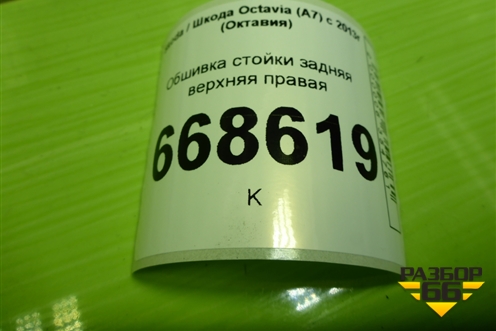 Шкода Octavia (A7) с 2013г
(Октавия)
Обшивка стойки задняя
верхняя правая
668619
К
РАЗБОР
66